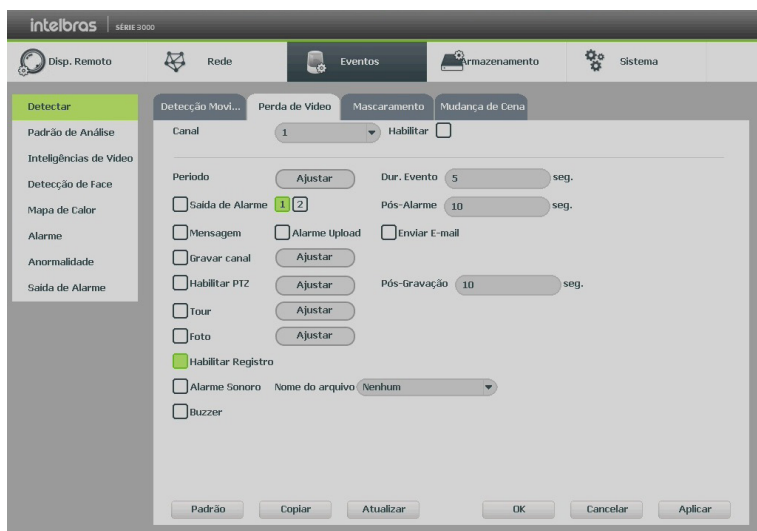 intelbras SÉRIE 3000
Disp. Remoto Rede Eventos Armazenamento Sistema
Detectar
Padrão de Análise
Inteligências de Vídeo
Detecção de Face
Mapa de Calor
Alarme
Anormalidade
Saída de Alarme
Detecção Movi... Perda de Vídeo Mascaramento Mudança de Cena
Canal 1 Habilitar
Período Ajustar Dur. Evento 5 seg.
Saída de Alarme 1 2 Pós-Alarme 10 seg.
Mensagem Alarme Upload Enviar E-mail
Gravar canal Ajustar
Habilitar PTZ Ajustar Pós-Gravação 10 seg.
Tour Ajustar
Foto Ajustar
Habilitar Registro
Alarme Sonoro Nome do arquivo Nenhum
Buzzer
Padrão Copiar Atualizar OK Cancelar Aplicar